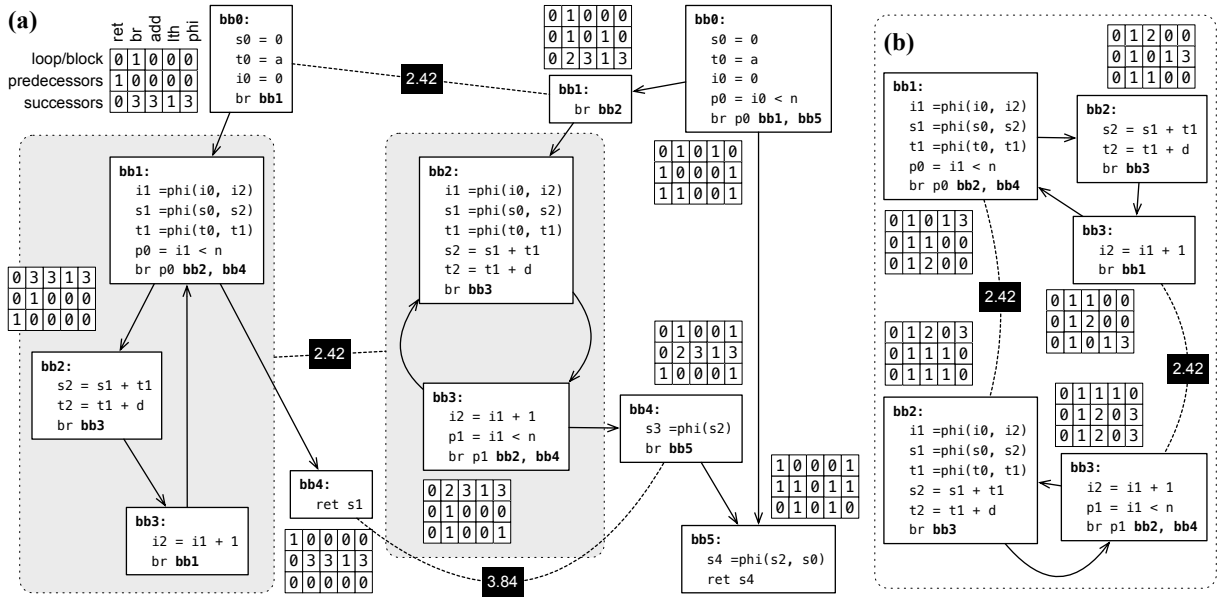 (a)
ret br add lth phi
loop/block 0 1 0 0 0
predecessors 1 0 0 0 0
successors 0 3 3 1 3
bb0:
s0 = 0
t0 = a
i0 = 0
br bb1
2.42
0 1 0 0 0
0 1 0 1 0
0 2 3 1 3
bb1:
br bb2
bb0:
s0 = 0
t0 = a
i0 = 0
p0 = i0 < n
br p0 bb1, bb5
0 1 0 1 0
1 0 0 0 1
1 1 0 0 1
bb1:
i1 =phi(i0, i2)
s1 =phi(s0, s2)
t1 =phi(t0, t1)
p0 = i1 < n
br p0 bb2, bb4
0 3 3 1 3
0 1 0 0 0
1 0 0 0 0
bb2:
s2 = s1 + t1
t2 = t1 + d
br bb3
bb3:
i2 = i1 + 1
br bb1
bb4:
ret s1
1 0 0 0 0
0 3 3 1 3
0 0 0 0 0
2.42
bb2:
i1 =phi(i0, i2)
s1 =phi(s0, s2)
t1 =phi(t0, t1)
s2 = s1 + t1
t2 = t1 + d
br bb3
bb3:
i2 = i1 + 1
p1 = i1 < n
br p1 bb2, bb4
0 2 3 1 3
0 1 0 0 0
0 1 0 0 1
0 1 0 0 1
0 2 3 1 3
1 0 0 0 1
bb4:
s3 =phi(s2)
br bb5
3.84
1 0 0 0 1
1 1 0 1 1
0 1 0 1 0
bb5:
s4 =phi(s2, s0)
ret s4
(b)
0 1 2 0 0
0 1 0 1 3
0 1 1 0 0
bb1:
i1 =phi(i0, i2)
s1 =phi(s0, s2)
t1 =phi(t0, t1)
p0 = i1 < n
br p0 bb2, bb4
bb2:
s2 = s1 + t1
t2 = t1 + d
br bb3
0 1 0 1 3
0 1 1 0 0
0 1 2 0 0
bb3:
i2 = i1 + 1
br bb1
2.42
0 1 1 0 0
0 1 2 0 0
0 1 0 1 3
2.42
0 1 2 0 3
0 1 1 1 0
0 1 1 1 0
0 1 1 1 0
0 1 2 0 3
0 1 2 0 3
bb2:
i1 =phi(i0, i2)
s1 =phi(s0, s2)
t1 =phi(t0, t1)
s2 = s1 + t1
t2 = t1 + d
br bb3
bb3:
i2 = i1 + 1
p1 = i1 < n
br p1 bb2, bb4